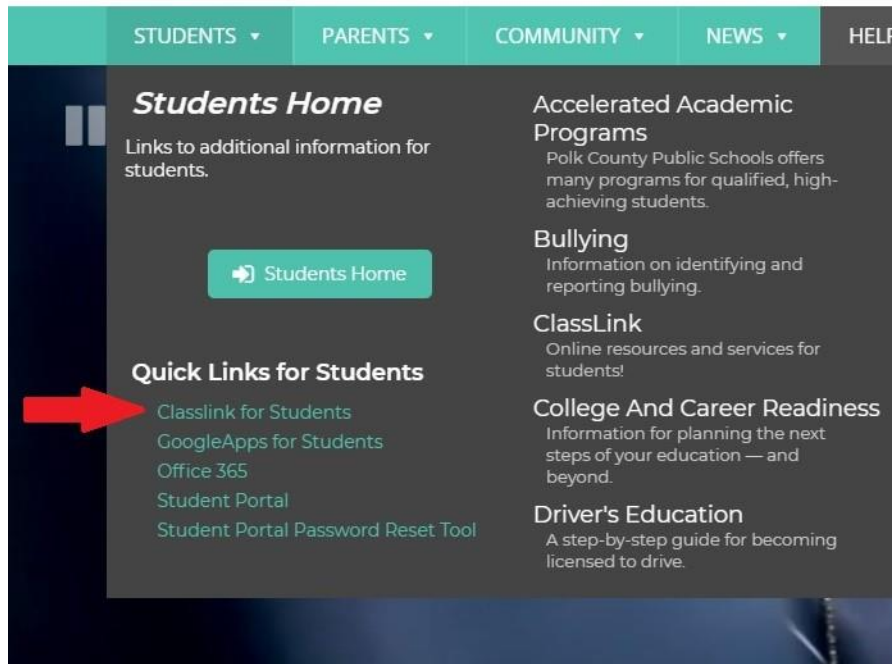 STUDENTS
PARENTS
COMMUNITY
NEWS
HELP
Students Home
Links to additional information for
students.
Students Home
Quick Links for Students
Classlink for Students
GoogleApps for Students
Office 365
Student Portal
Student Portal Password Reset Tool
Accelerated Academic
Programs
Polk County Public Schools offers
many programs for qualified, high-
achieving students.
Bullying
Information on identifying and
reporting bullying.
ClassLink
Online resources and services for
students!
College And Career Readiness
Information for planning the next
steps of your education — and
beyond.
Driver's Education
A step-by-step guide for becoming
licensed to drive.